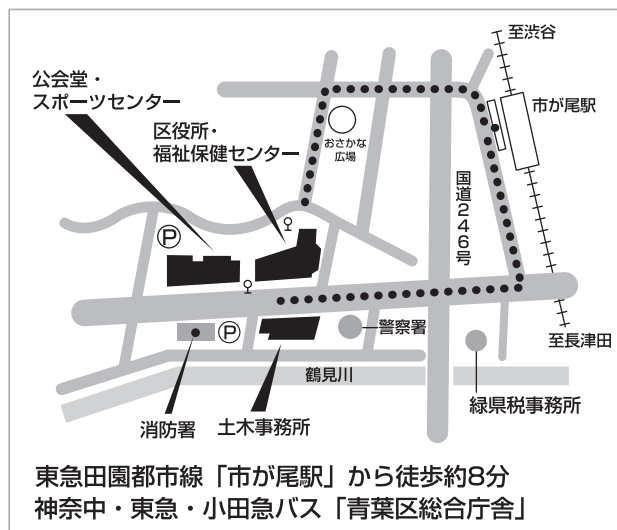 至渋谷
公会堂・
スポーツセンター
市が尾駅
区役所・
福祉保健センター
おさかな
広場
国道246号
P
P
警察署
至長津田
鶴見川
緑県税事務所
消防署
土木事務所
東急田園都市線「市が尾駅」から徒歩約8分
神奈中・東急・小田急バス「青葉区総合庁舎」